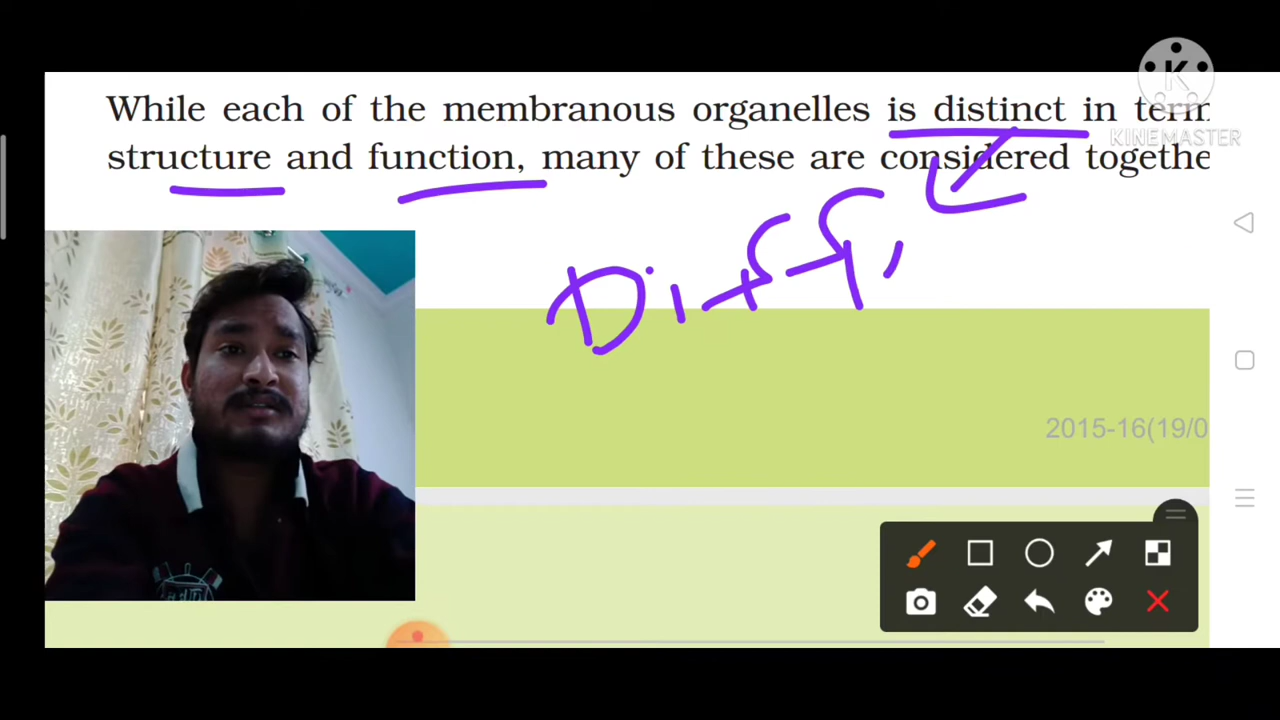 While each of the membranous organelles is distinct in term
structure and function, many of these are considered togethe
K
KINEMASTER
Diff,
2015-16(19/0